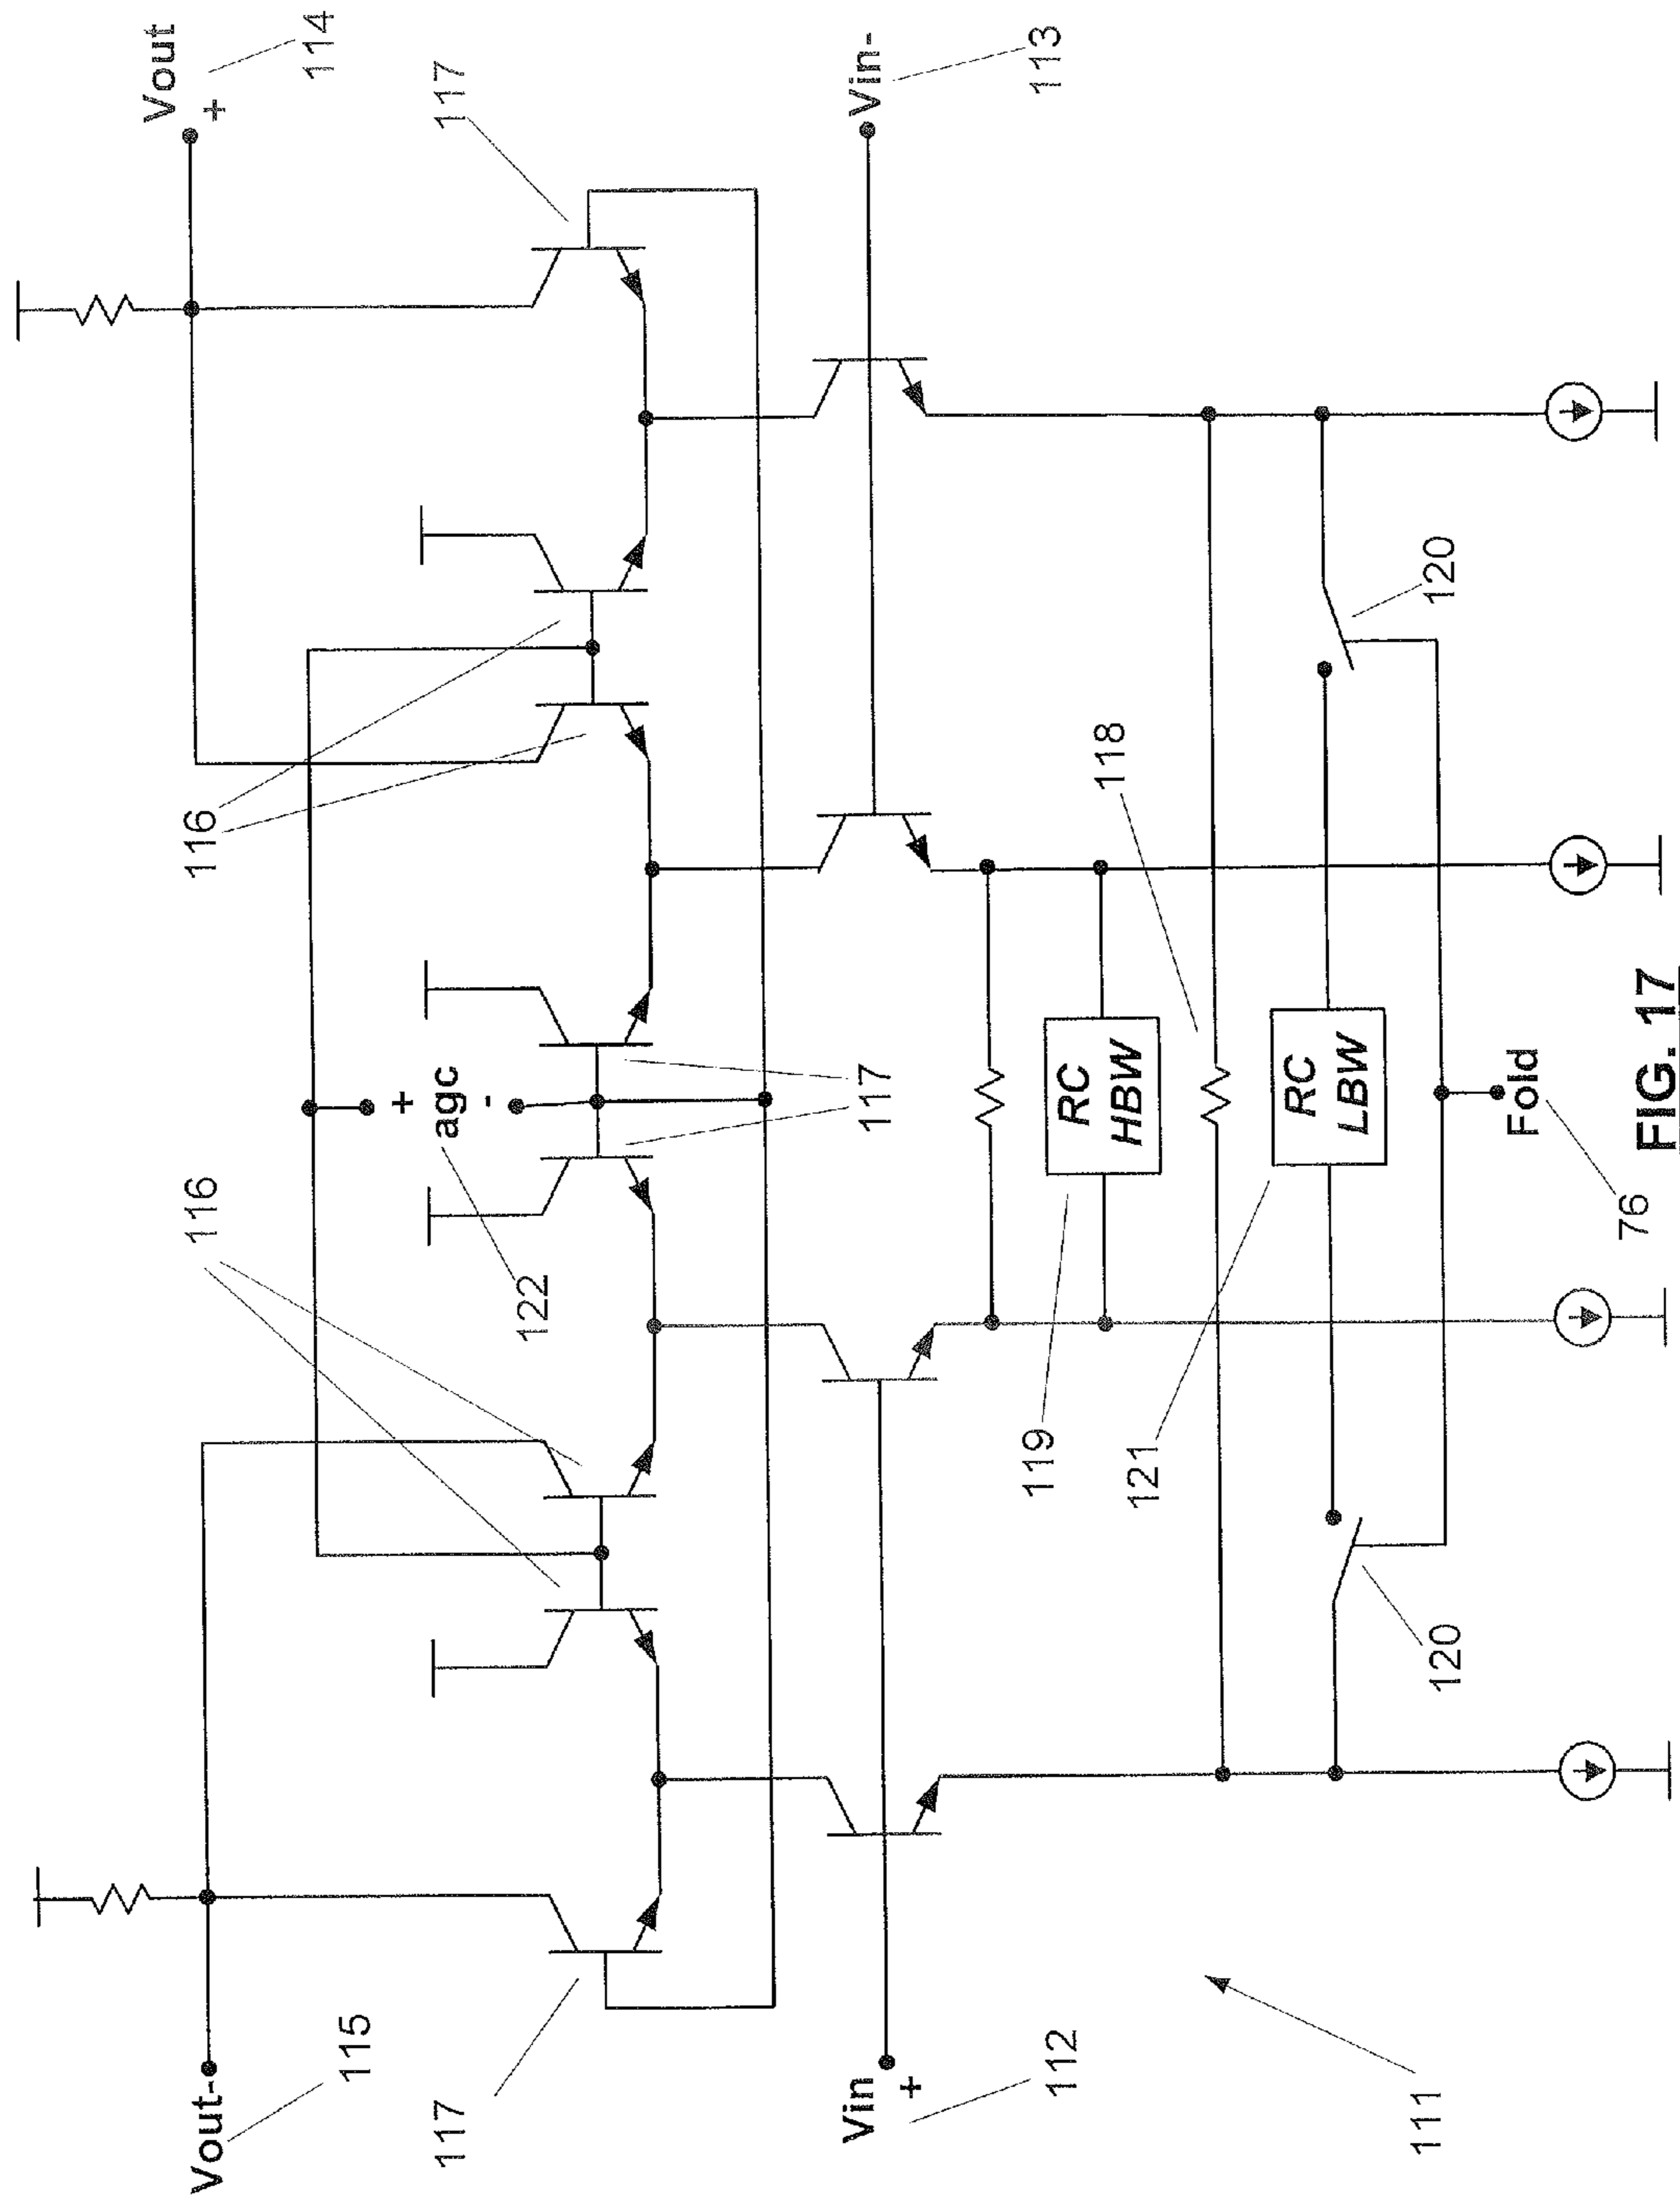 Vout-
115
116
116
Vout
+
114
117
+
agc
-
122
117
117
Vin
+
112
Vin-
113
119
RC
HBW
118
121
RC
LBW
120
120
111
Fold
76
FIG. 17